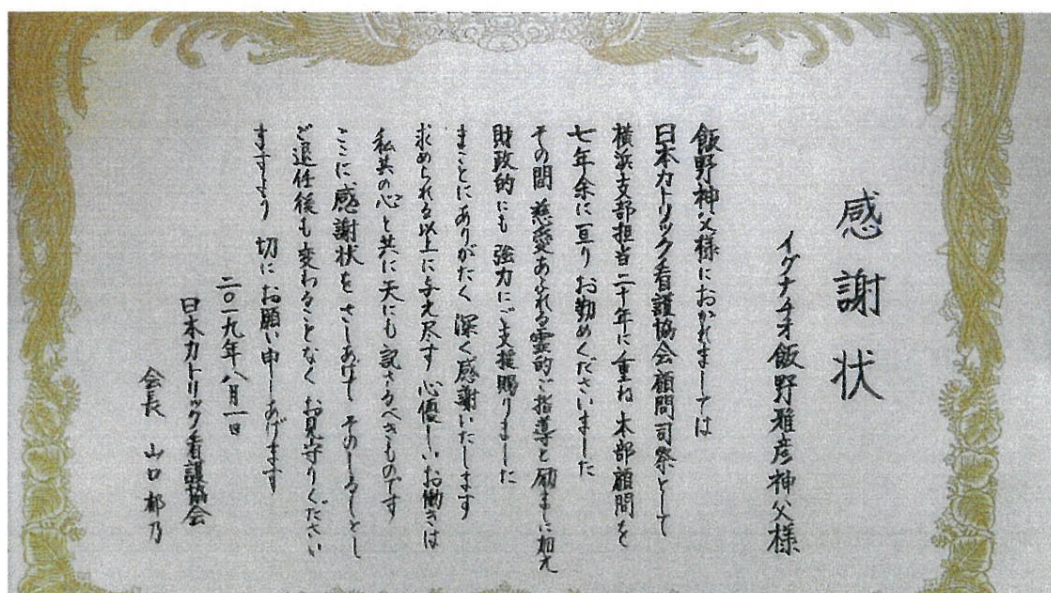 感謝状
イグナチオ飯野雅彦神父様
飯野神父様におかれましては
日本カトリック看護協会顧問司祭として
横浜支部担当二十年に重ね 本部顧問を
七年余に亘り お勤めくださいました
その間 慈愛あふれる霊的ご指導と励ましに加え
財政的にも 強力にご支援賜りました
まことにありがたく 深く感謝いたします
求められる以上に与え尽す 心優しいお働きは
私共の心と共に天にも記さるべきものです
ここに 感謝状を さしあげて そのしるしとし
ご退任後も変わることなく お見守りください
ますよう 切にお願い申しあげます
二〇一九年八月一日
日本カトリック看護協会
会長 山口都乃